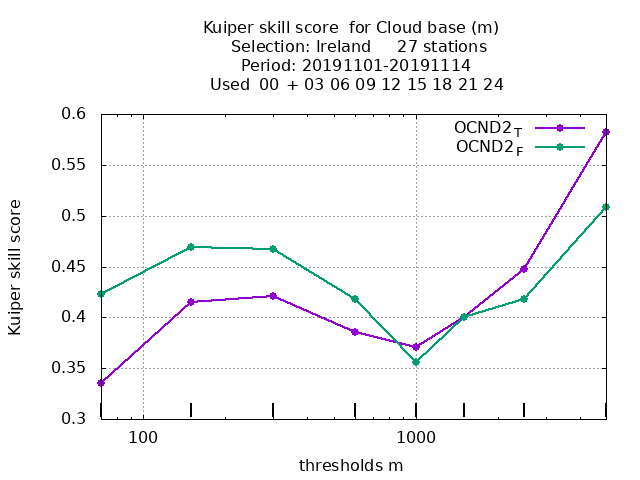 Kuiper skill score  for Cloud base (m)
Selection: Ireland     27 stations
Period: 20191101-20191114
Used  00 + 03 06 09 12 15 18 21 24
0.6
0.55
0.5
0.45
0.4
0.35
0.3
Kuiper skill score
OCND2T
OCND2F
100
1000
thresholds m